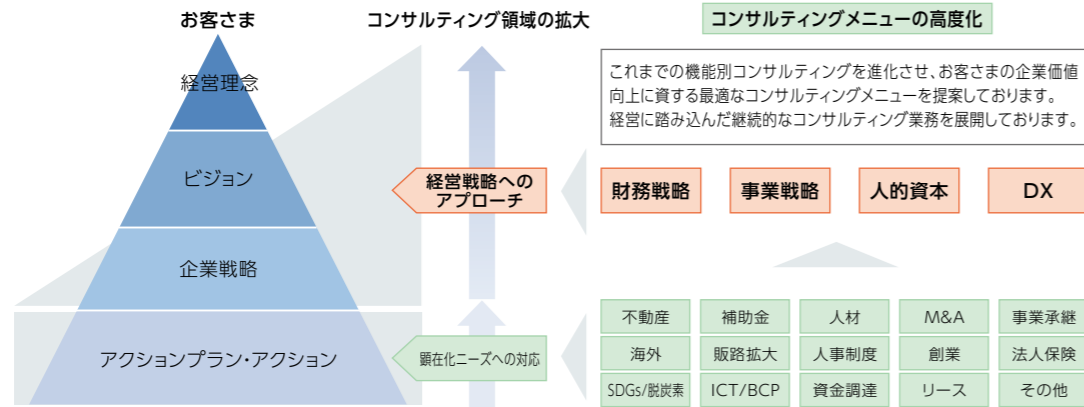 お客さま
経営理念
ビジョン
企業戦略
アクションプラン・アクション
コンサルティング領域の拡大
経営戦略への
アプローチ
顕在化ニーズへの対応
コンサルティングメニューの高度化
これまでの機能別コンサルティングを進化させ、お客さまの企業価値
向上に資する最適なコンサルティングメニューを提案しております。
経営に踏み込んだ継続的なコンサルティング業務を展開しております。
財務戦略 事業戦略 人的資本 DX
不動産 補助金 人材 M&A 事業承継
海外 販路拡大 人事制度 創業 法人保険
SDGs/脱炭素 ICT/BCP 資金調達 リース その他